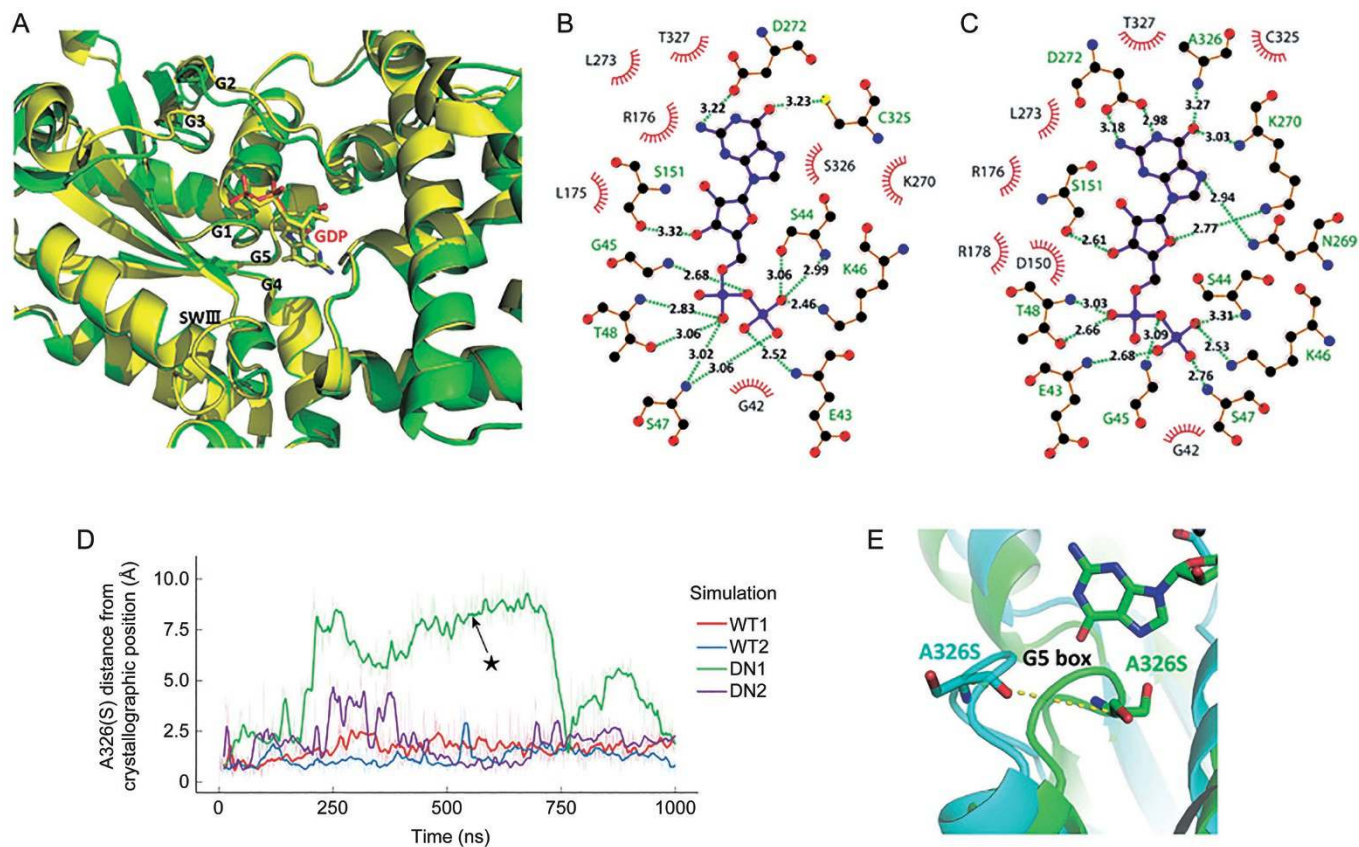 A
G2
G3
G1
GDP
G5
G4
SWIII
B
D272
T327
L273
3.23
3.22
R176
C325
S151
S326
K270
L175
S44
3.32
G45
K46
2.68
3.06
2.99
2.46
2.83
T48
3.06
3.02
2.52
3.06
G42
S47
E43
C
T327
A326
C325
D272
3.27
2.98
K270
L273
3.18
3.03
R176
S151
2.94
2.77
N269
R178
D150
2.61
S44
T48
3.03
3.31
2.66
3.09
2.53
K46
2.68
2.76
E43
G45
S47
G42
D
A326(S) distance from
crystallographic position (Å)
10.0
7.5
5.0
2.5
0
0 250 500 750 1000
Time (ns)
Simulation
WT1
WT2
DN1
DN2
E
A326S
G5 box
A326S